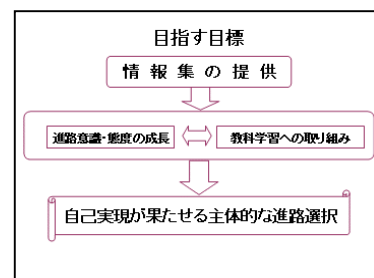 目指す目標
情報集の提供
進路意識・態度の成長
教科学習への取り組み
自己実現が果たせる主体的な進路選択